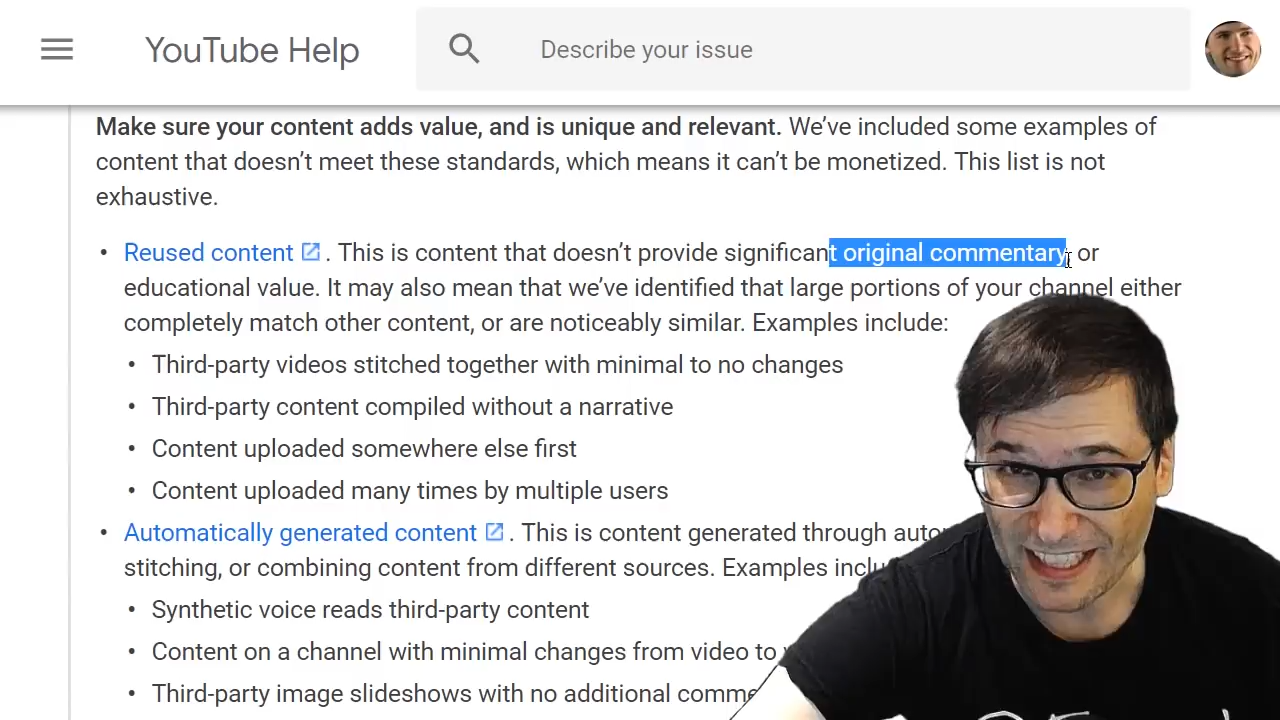 YouTube Help
Describe your issue
Make sure your content adds value, and is unique and relevant. We’ve included some examples of
content that doesn’t meet these standards, which means it can’t be monetized. This list is not
exhaustive.
• Reused content . This is content that doesn’t provide significant original commentary or
educational value. It may also mean that we’ve identified that large portions of your channel either
completely match other content, or are noticeably similar. Examples include:
• Third-party videos stitched together with minimal to no changes
• Third-party content compiled without a narrative
• Content uploaded somewhere else first
• Content uploaded many times by multiple users
• Automatically generated content . This is content generated through
stitching, or combining content from different sources. Examples
• Synthetic voice reads third-party content
• Content on a channel with minimal changes from video to
• Third-party image slideshows with no additional